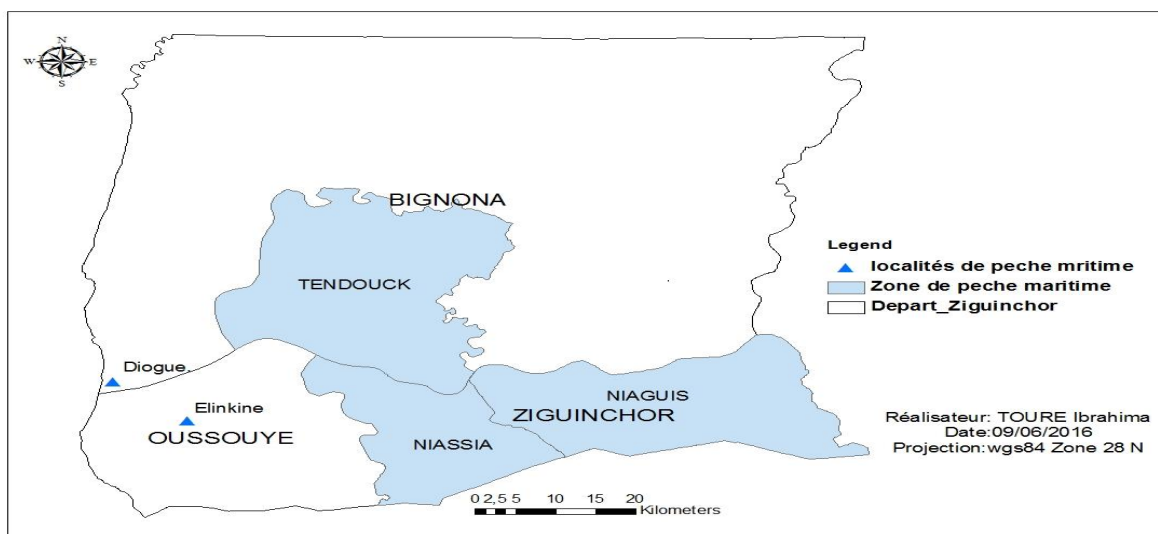 N
W E
S
BIGNONA
TENDOUCK
Diogue
Elinkine
OUSSOUYE
NIASSIA
NIAGUIS
ZIGUINCHOR
Legend
localités de peche mritime
Zone de peche maritime
Depart_Ziguinchor
Réalisateur: TOURE Ibrahima
Date:09/06/2016
Projection:wgs84 Zone 28 N
0 2,5 5 10 15 20
Kilometers